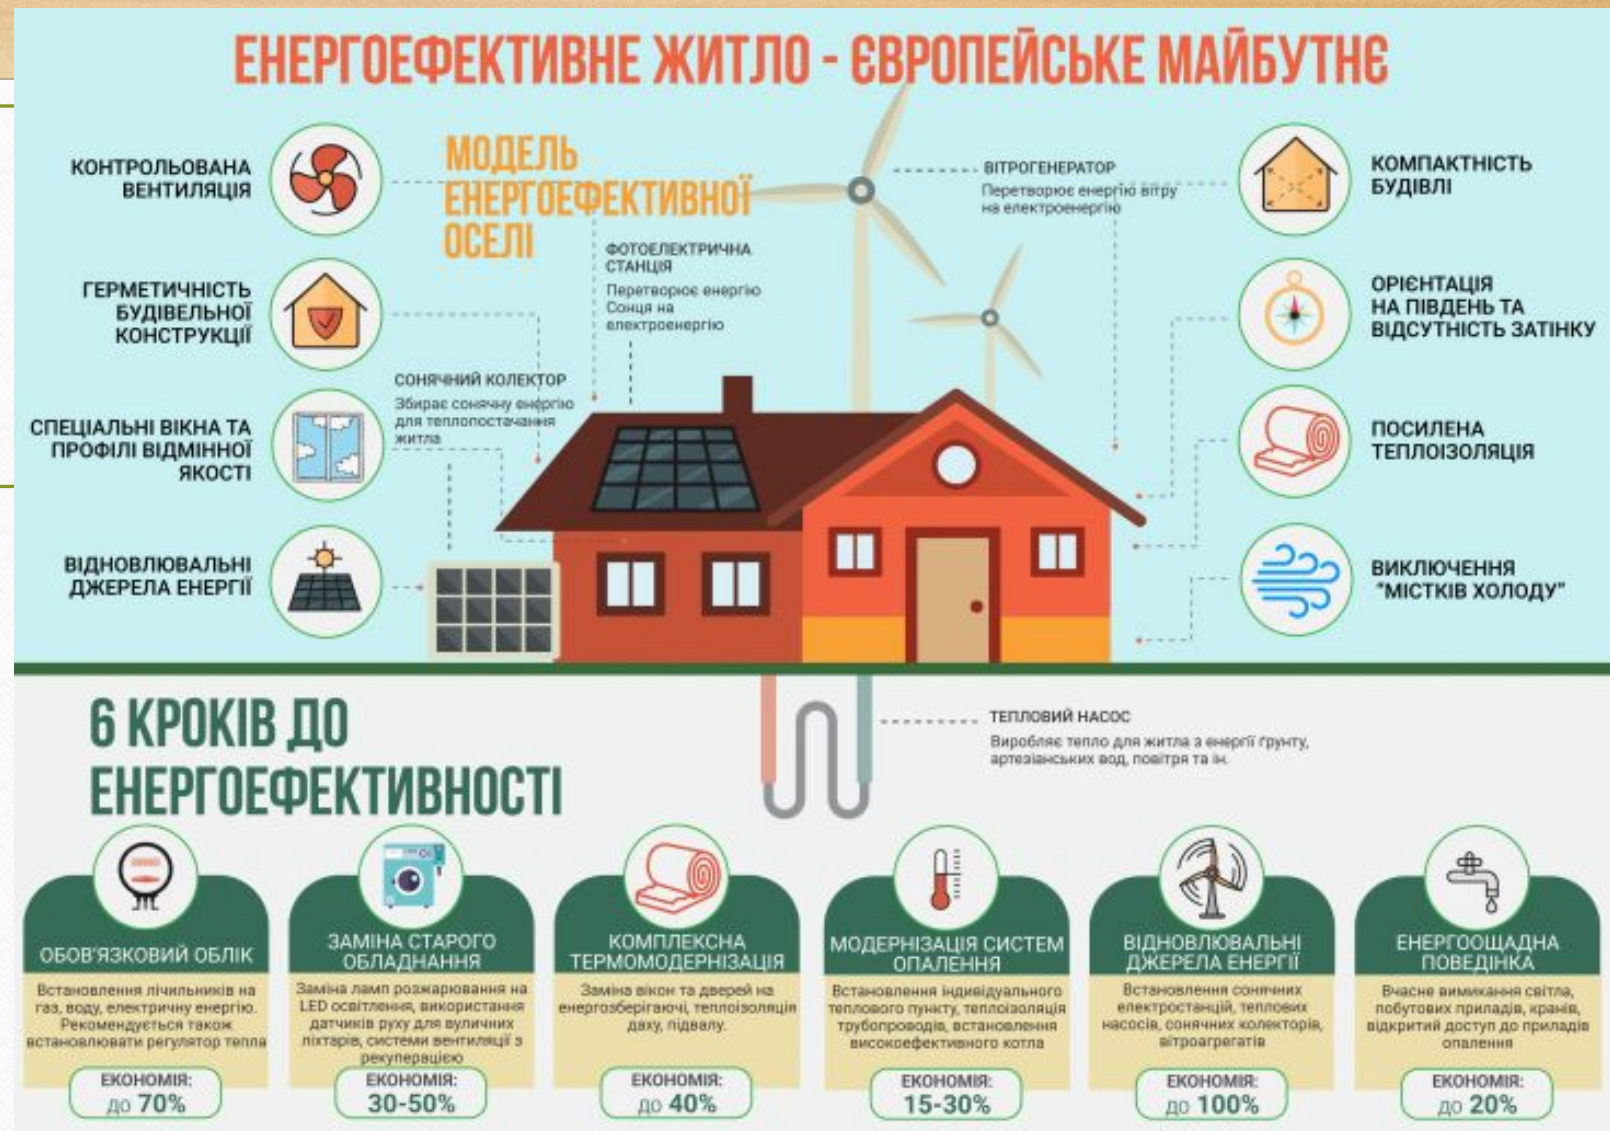 ЕНЕРГОЕФЕКТИВНЕ ЖИТЛО - ЄВРОПЕЙСЬКЕ МАЙБУТНЄ
МОДЕЛЬ
ЕНЕРГОЕФЕКТИВНОЇ
ОСЕЛІ
КОНТРОЛЬОВАНА
ВЕНТИЛЯЦІЯ
ГЕРМЕТИЧНІСТЬ
БУДІВЕЛЬНОЇ
КОНСТРУКЦІЇ
СПЕЦІАЛЬНІ ВІКНА ТА
ПРОФІЛІ ВІДМІННОЇ
ЯКОСТІ
ВІДНОВЛЮВАЛЬНІ
ДЖЕРЕЛА ЕНЕРГІЇ
СОНЯЧНИЙ КОЛЕКТОР
Збирає сонячну енергію
для теплопостачання
житла
ФОТОЕЛЕКТРИЧНА
СТАНЦІЯ
Перетворює енергію
Сонця на
електроенергію
ВІТРОГЕНЕРАТОР
Перетворює енергію вітру
на електроенергію
КОМПАКТНІСТЬ
БУДІВЛІ
ОРІЄНТАЦІЯ
НА ПІВДЕНЬ ТА
ВІДСУТНІСТЬ ЗАТІНКУ
ПОСИЛЕНА
ТЕПЛОІЗОЛЯЦІЯ
ВИКЛЮЧЕННЯ
"МІСТКІВ ХОЛОДУ"
ТЕПЛОВИЙ НАСОС
Виробляє тепло для житла з енергії ґрунту,
артезіанських вод, повітря та ін.
6 КРОКІВ ДО
ЕНЕРГОЕФЕКТИВНОСТІ
ОБОВ'ЯЗКОВИЙ ОБЛІК
Встановлення лічильників на
газ, воду, електричну енергію.
Рекомендується також
встановлювати регулятор тепла
ЕКОНОМІЯ:
до 70%
ЗАМІНА СТАРОГО
ОБЛАДНАННЯ
Заміна ламп розжарювання на
LED освітлення, використання
датчиків руху для вуличних
ліхтарів, системи вентиляції з
рекуперацією
ЕКОНОМІЯ:
30-50%
КОМПЛЕКСНА
ТЕРМОМОДЕРНІЗАЦІЯ
Заміна вікон та дверей на
енергозберігаючі, теплоізоляція
даху, підвалу.
ЕКОНОМІЯ:
до 40%
МОДЕРНІЗАЦІЯ СИСТЕМ
ОПАЛЕННЯ
Встановлення індивідуального
теплового пункту, теплоізоляція
трубопроводів, встановлення
високоефективного котла
ЕКОНОМІЯ:
15-30%
ВІДНОВЛЮВАЛЬНІ
ДЖЕРЕЛА ЕНЕРГІЇ
Встановлення сонячних
електростанцій, теплових
насосів, сонячних колекторів,
вітроагрегатів
ЕКОНОМІЯ:
до 100%
ЕНЕРГООЩАДНА
ПОВЕДІНКА
Вчасне вимикання світла,
побутових приладів, кранів,
відкритий доступ до приладів
опалення
ЕКОНОМІЯ:
до 20%